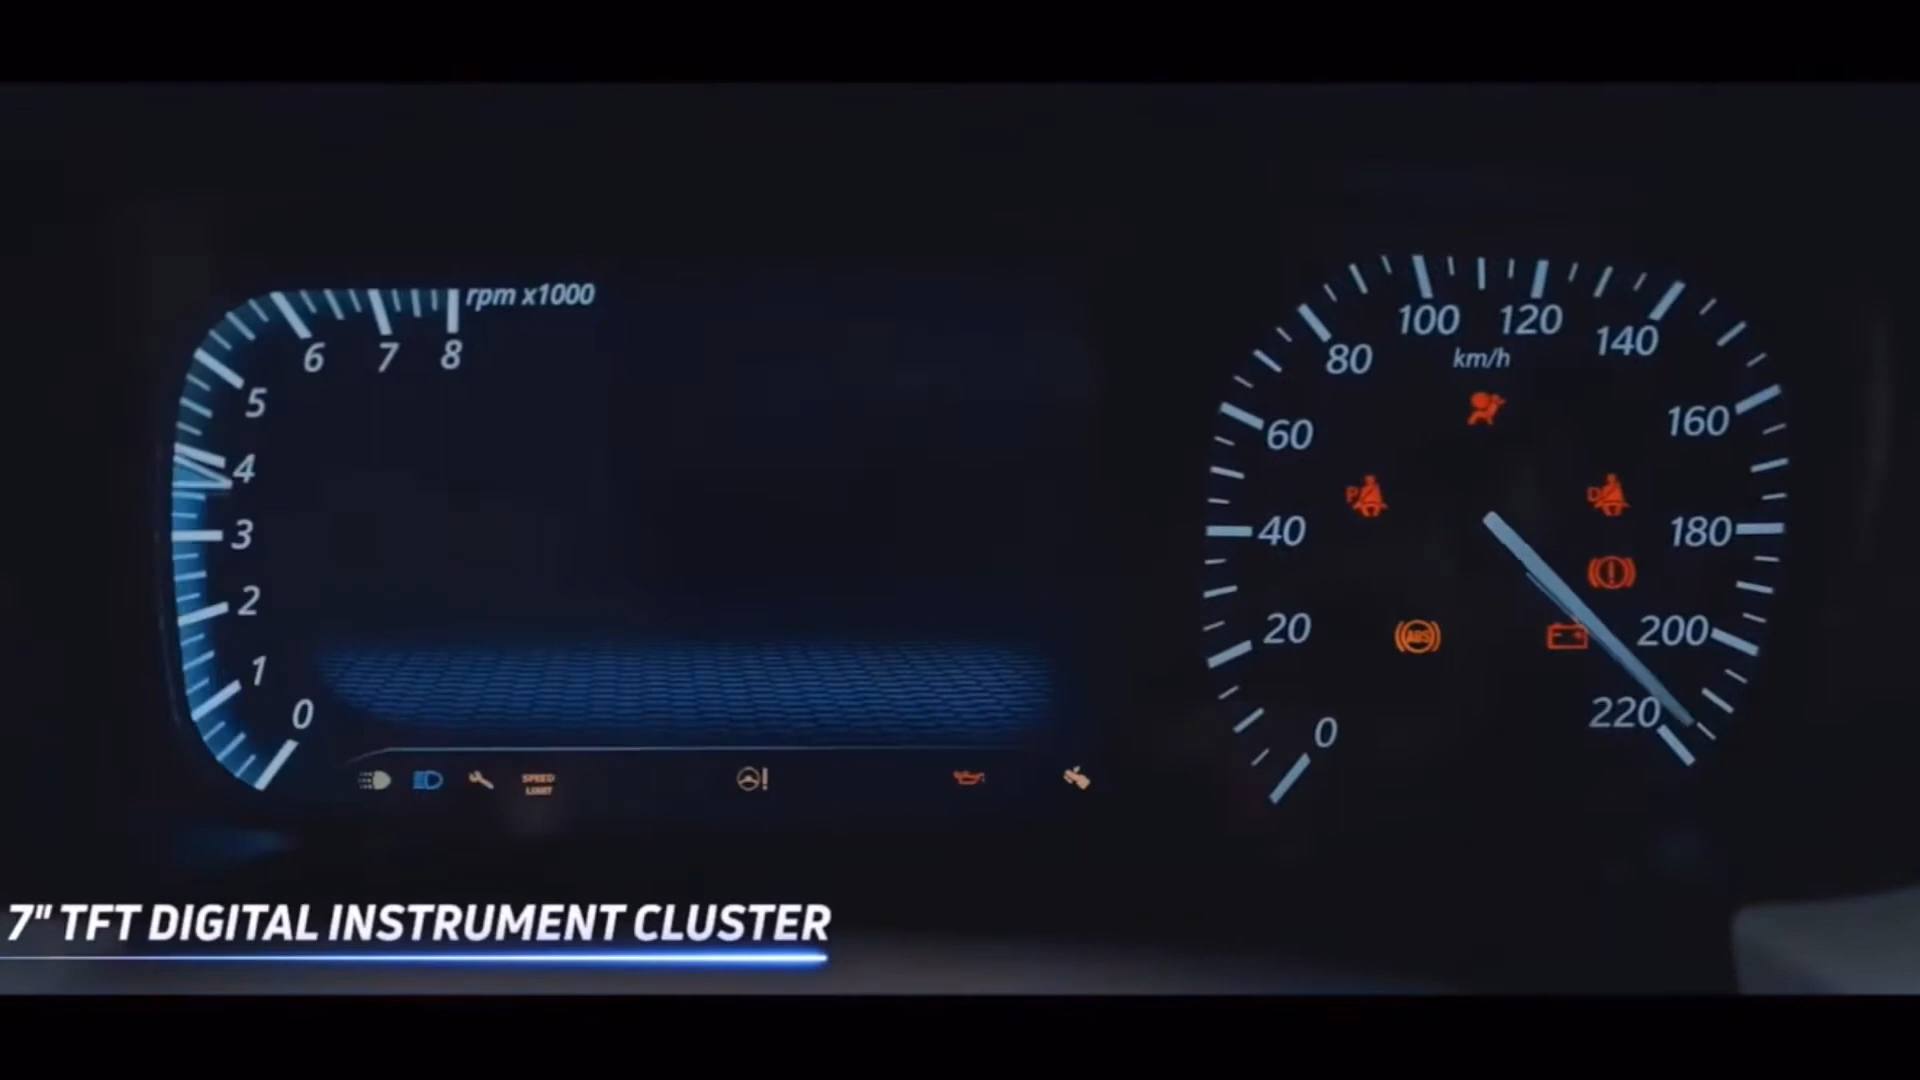 rpm x1000
6 7 8
5
4
3
2
1
0
SPEED
LIMIT
100 120
80 140
km/h
60 160
P D
40 180
20 200
ABS
220
0
7" TFT DIGITAL INSTRUMENT CLUSTER